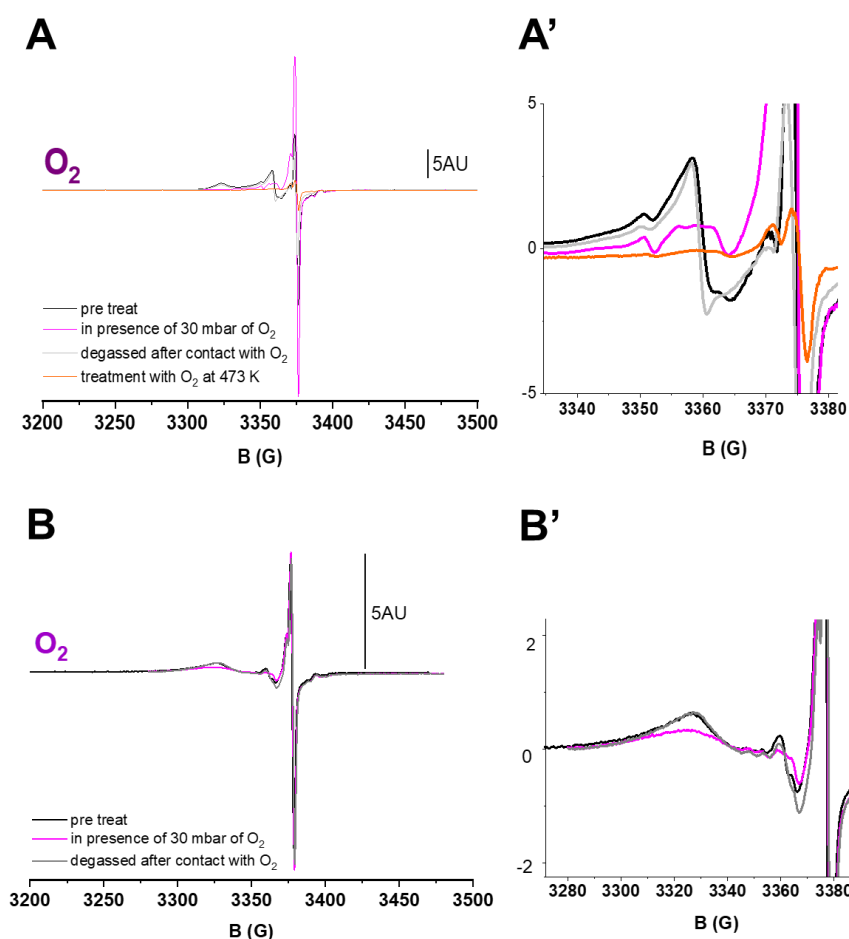 A
O₂
5AU
pre treat
in presence of 30 mbar of O₂
degassed after contact with O₂
treatment with O₂ at 473 K
3200 3250 3300 3350 3400 3450 3500
B (G)
A’
5
0
-5
3340 3350 3360 3370 3380
B (G)
B
O₂
5AU
pre treat
in presence of 30 mbar of O₂
degassed after contact with O₂
3200 3250 3300 3350 3400 3450 3500
B (G)
B’
2
0
-2
3280 3300 3320 3340 3360 3380
B (G)